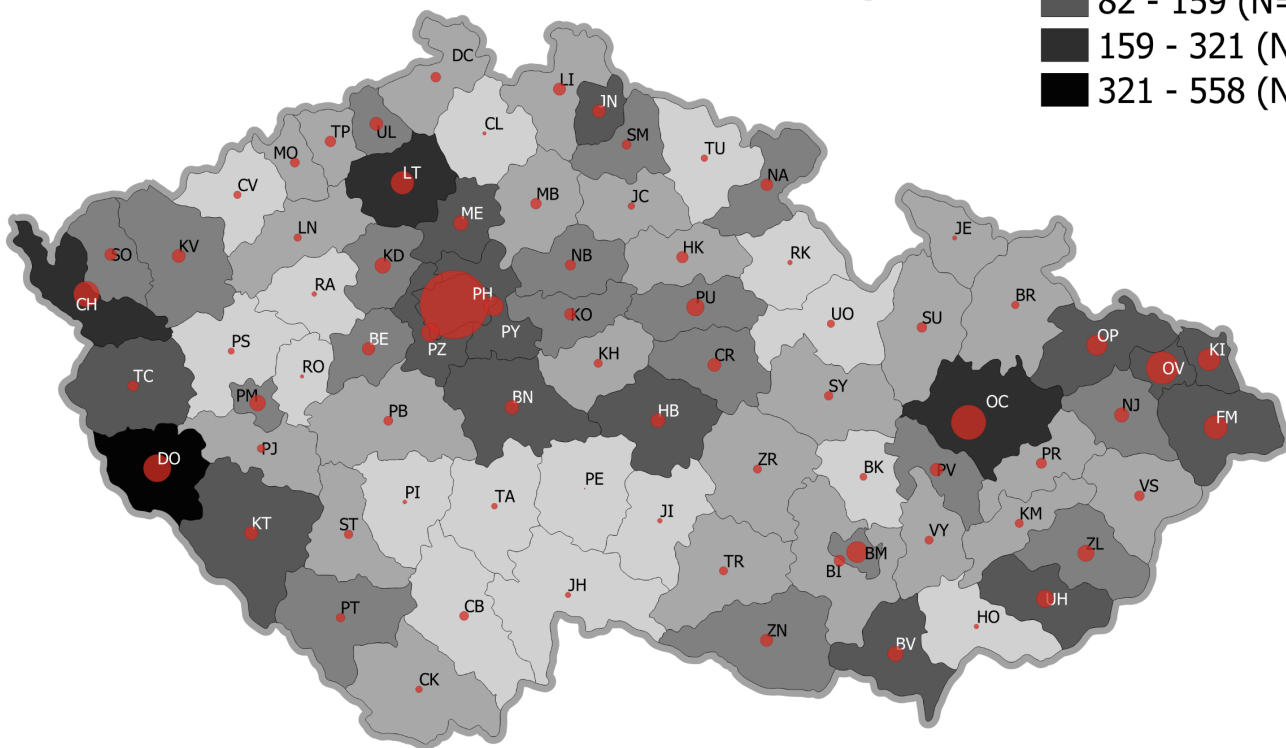 82 - 159 (N=
159 - 321 (N
321 - 558 (N
DC
LI
JN
CL
SM
TU
UL
TP
MO
LT
CV
NA
MB
JC
ME
JE
LN
SO
KV
KD
NB
HK
RK
RA
CH
PH
PU
BR
KO
UO
SU
PY
PS
BE
PZ
OP
KI
RO
KH
CR
OV
TC
PM
BN
SY
OC
PB
HB
NJ
FM
PJ
DO
ZR
BK
PV
PR
PI
TA
PE
VS
JI
KT
ST
KM
VY
BM
ZL
BI
TR
JH
PT
CB
UH
HO
ZN
BV
CK